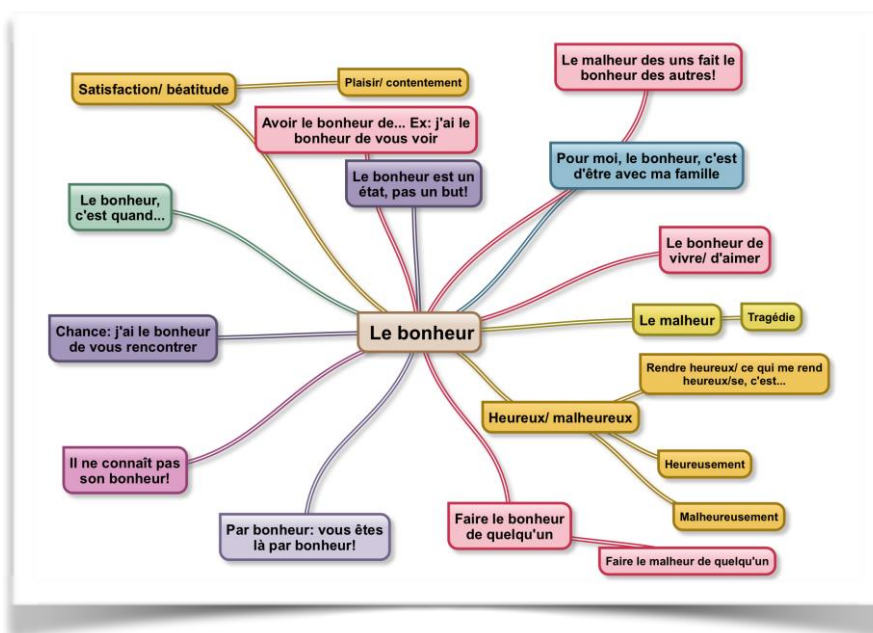 Le malheur des uns fait le
bonheur des autres!
Satisfaction/ béatitude
Plaisir/ contentement
Avoir le bonheur de... Ex: j'ai le
bonheur de vous voir
Pour moi, le bonheur, c'est
d'être avec ma famille
Le bonheur est un
état, pas un but!
Le bonheur,
c'est quand...
Le bonheur de
vivre/ d'aimer
Chance: j'ai le bonheur
de vous rencontrer
Le bonheur
Le malheur
Tragédie
Rendre heureux/ ce qui me rend
heureux/se, c'est...
Heureux/ malheureux
Il ne connaît pas
son bonheur!
Heureusement
Malheureusement
Par bonheur: vous êtes
là par bonheur!
Faire le bonheur
de quelqu'un
Faire le malheur de quelqu'un